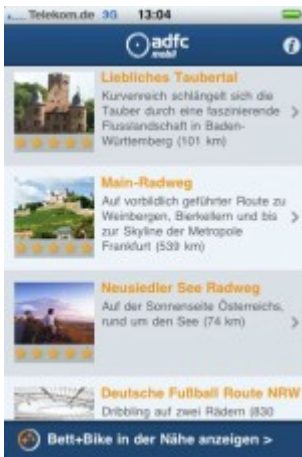 Telekom.de 3G 13:04
adfc
mobil
Liebliches Taubertal
Kurvenreich schlängelt sich die
Tauber durch eine faszinierende
Flusslandschaft in Baden-
Württemberg (101 km)
Main-Radweg
Auf vorbildlich geführter Route zu
Weinbergen, Bierkellern und bis
zur Skyline der Metropole
Frankfurt (539 km)
Neusiedler See Radweg
Auf der Sonnenseite Österreichs,
rund um den See (74 km)
Deutsche Fußball Route NRW
Dribbling auf zwei Rädern (830
Bett+Bike in der Nähe anzeigen >